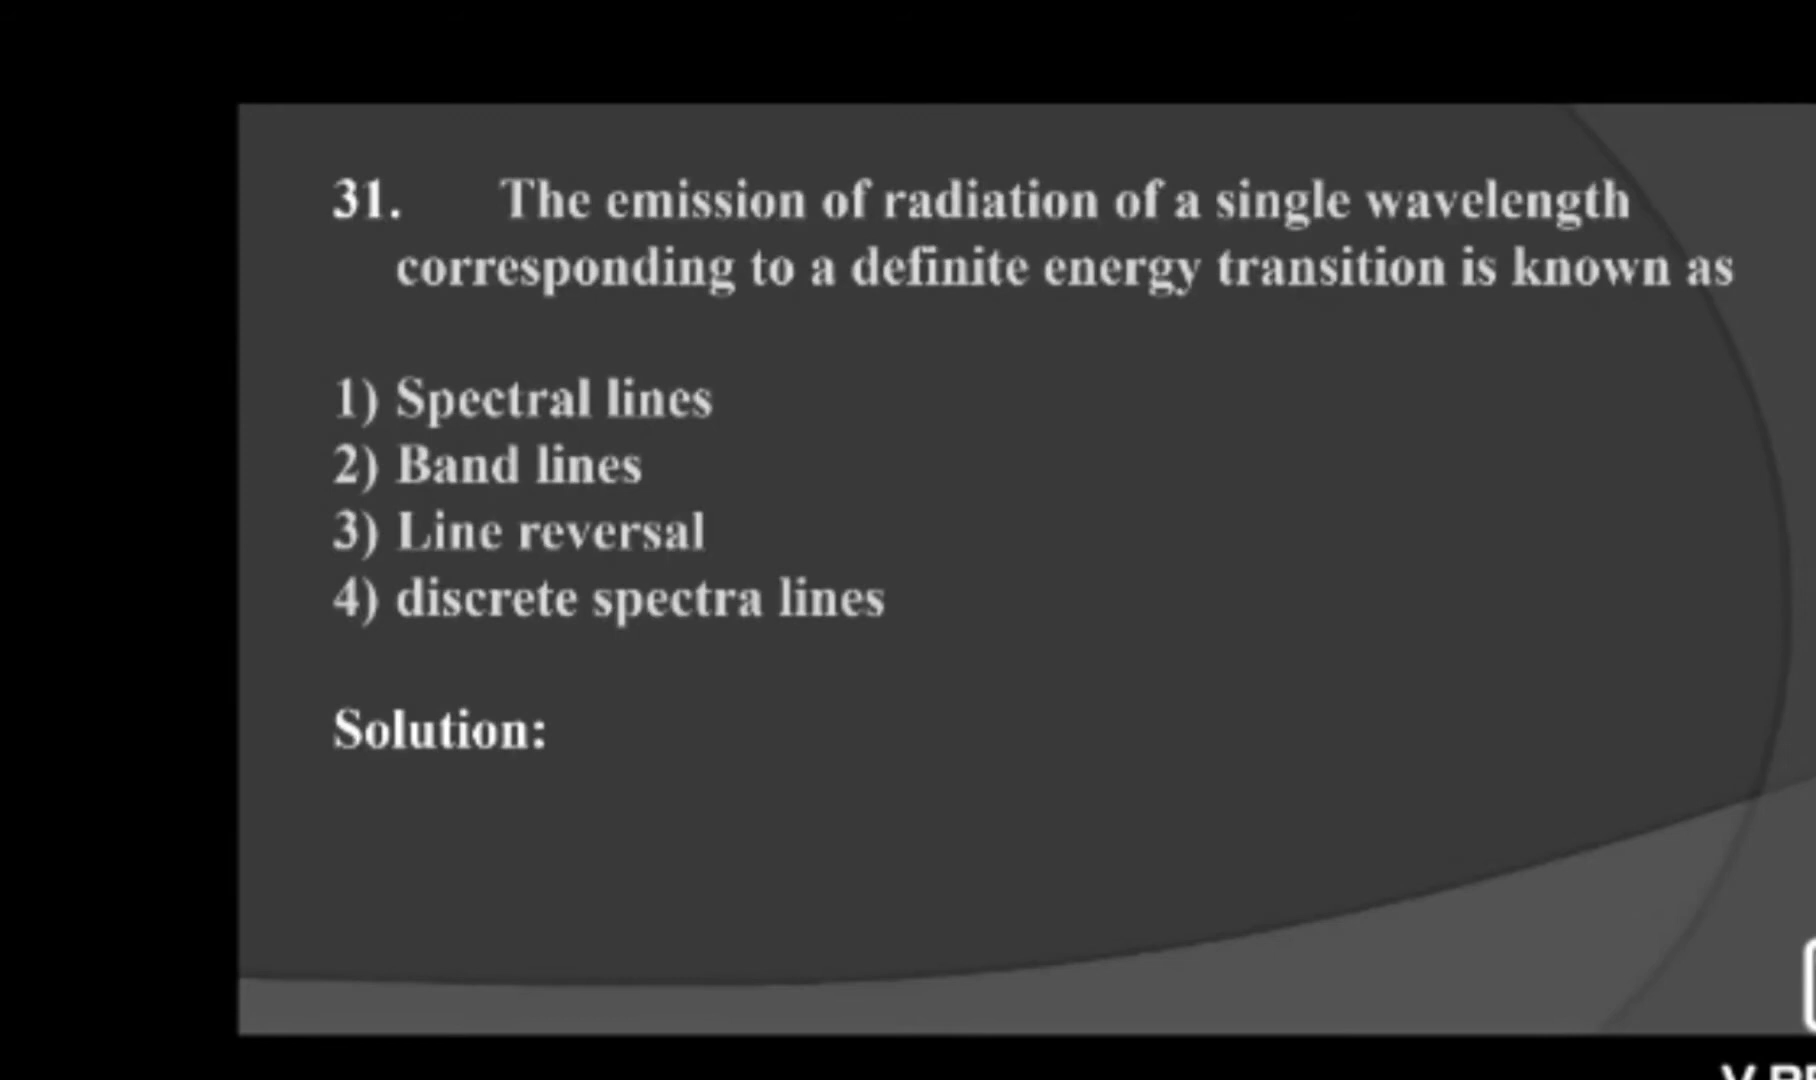 31. The emission of radiation of a single wavelength
corresponding to a definite energy transition is known as
1) Spectral lines
2) Band lines
3) Line reversal
4) discrete spectra lines
Solution: